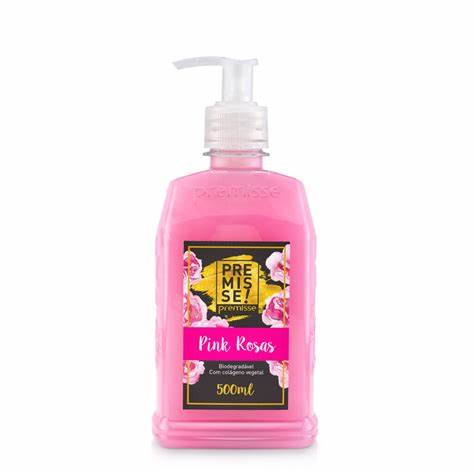 premisse
PRE
MIS
SE!
premisse
Pink Rosas
Biodegradável
Com colágeno vegetal
500ml